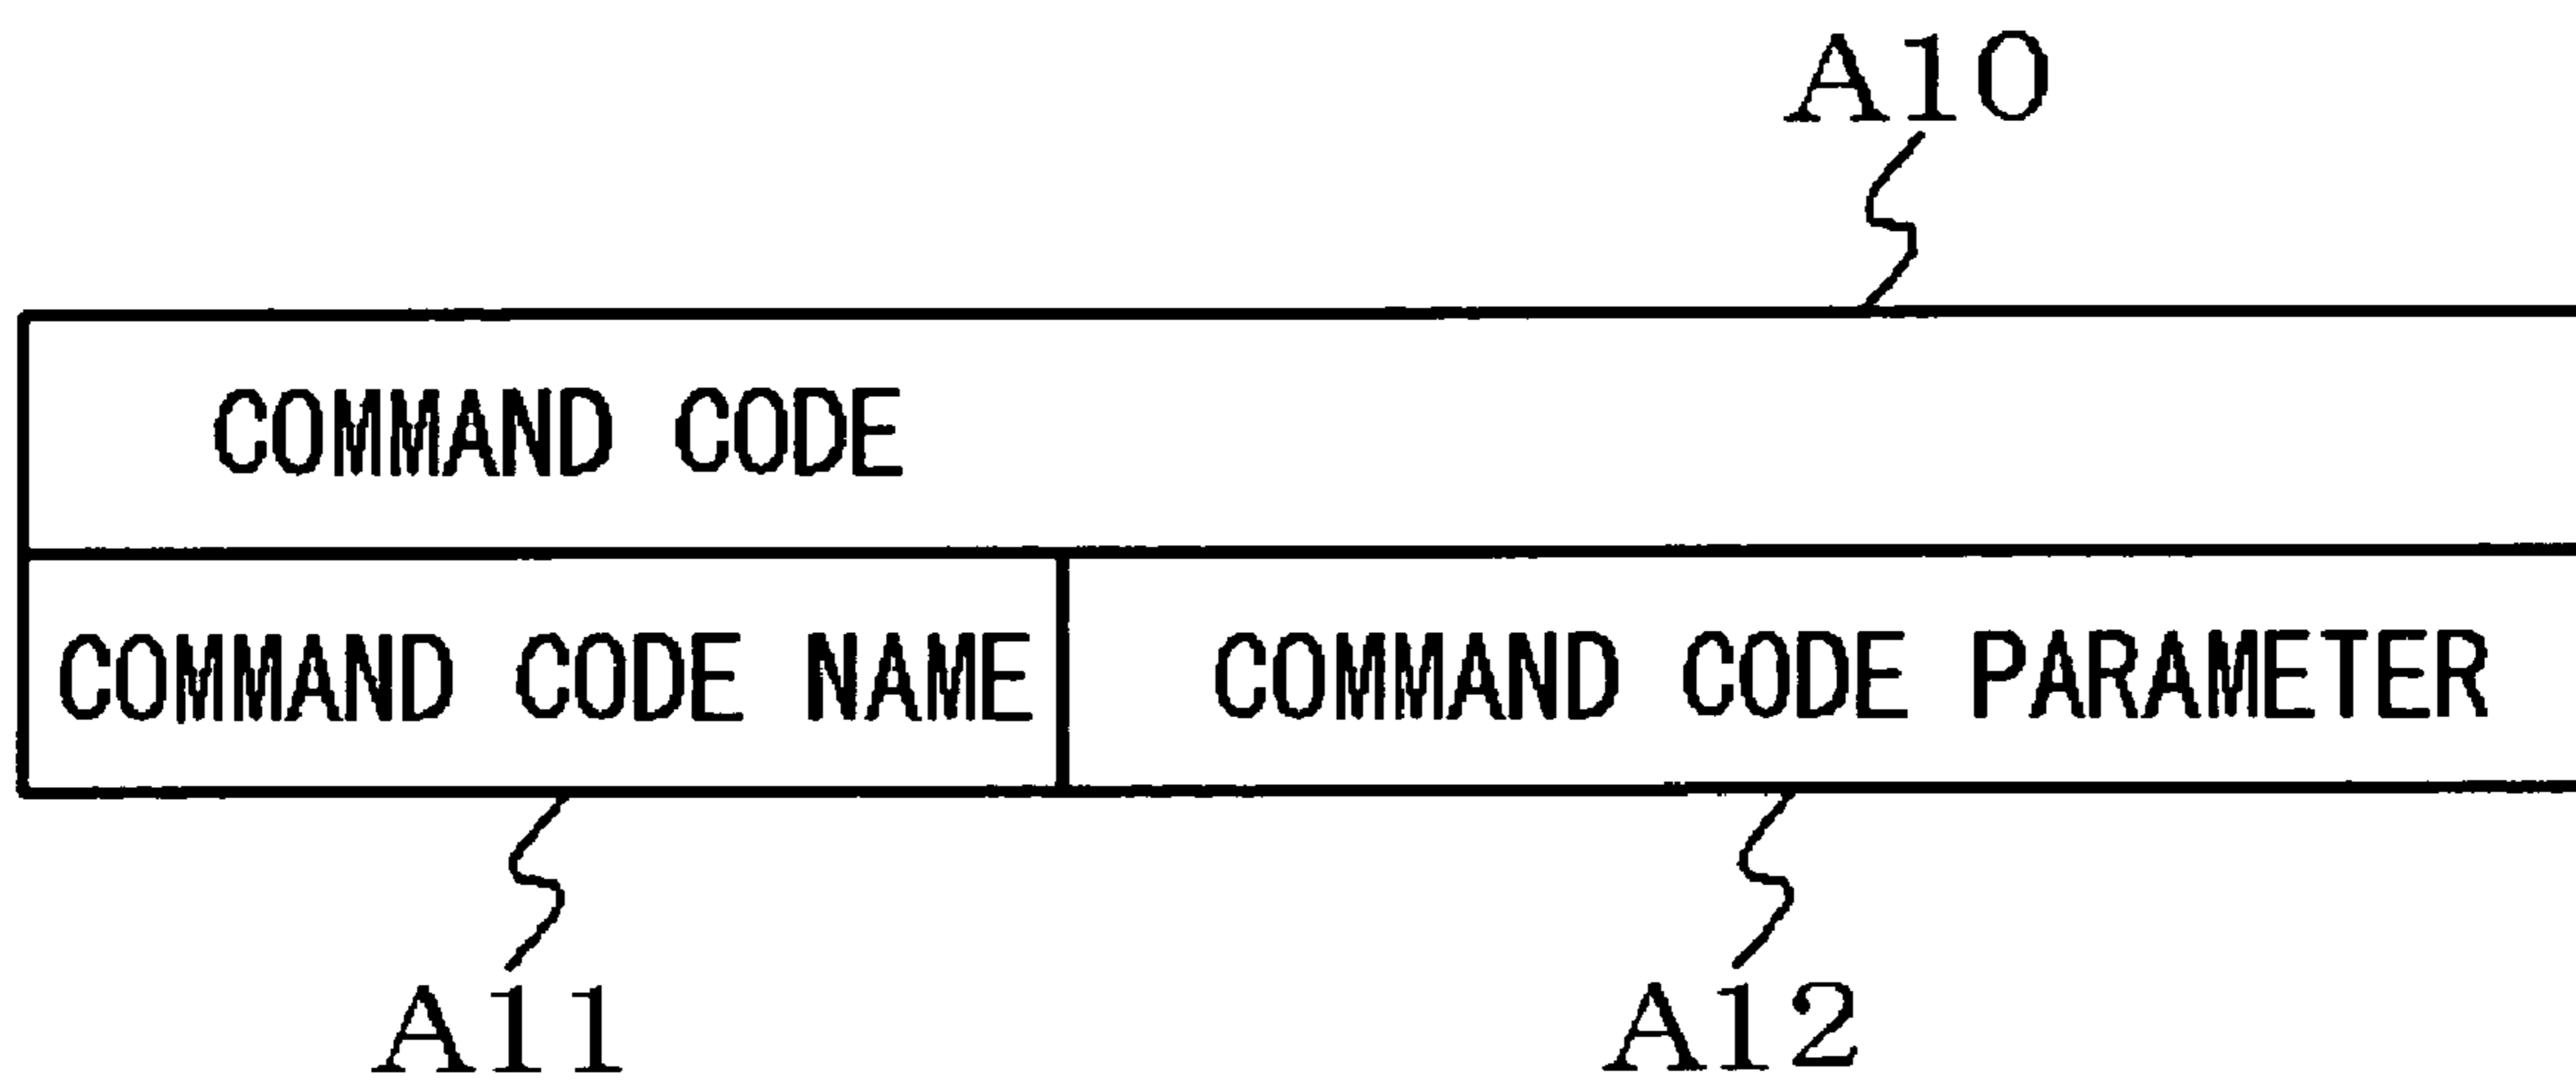 A10
COMMAND CODE
COMMAND CODE NAME COMMAND CODE PARAMETER
A11 A12